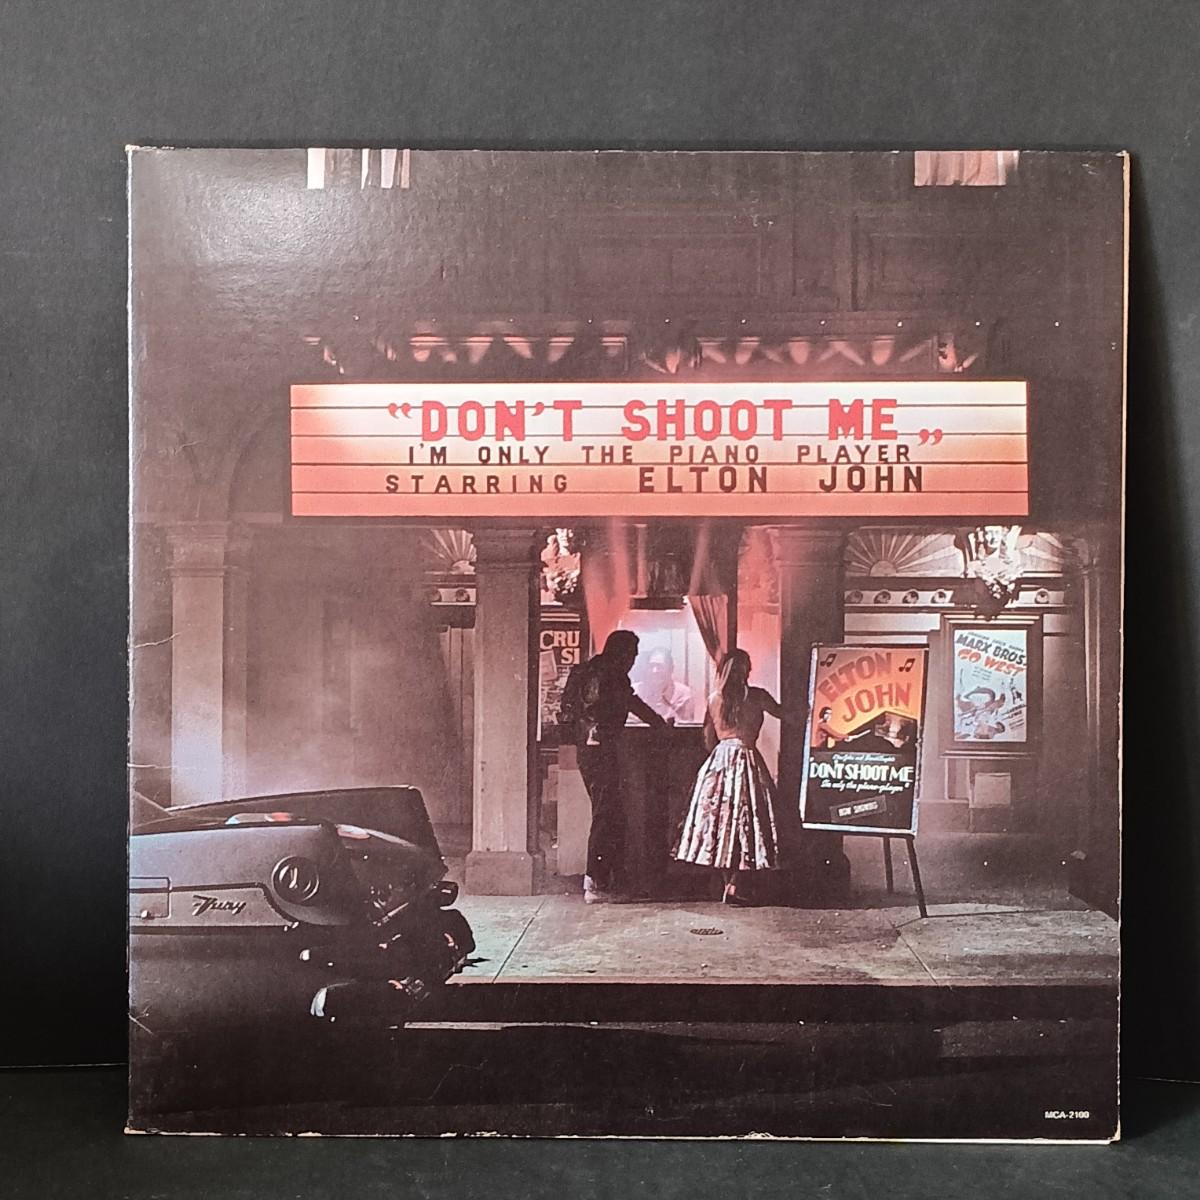 “DON'T SHOOT ME„
I'M ONLY THE PIANO PLAYER
STARRING ELTON JOHN
CRU
SI
ELTON
JOHN
DON'T SHOOT ME
I'm only the piano-player"
NOW SHOWING
MARX BROS.
GO WEST
Fury
MCA-2100